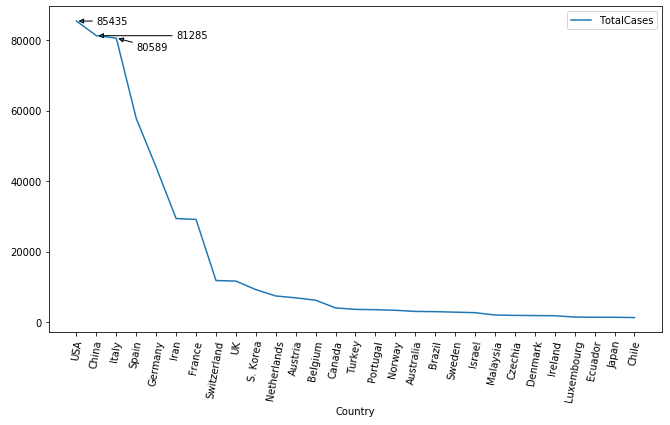 TotalCases
85435
81285
80589
80000
60000
40000
20000
0
USA
China
Italy
Spain
Germany
Iran
France
Switzerland
UK
S. Korea
Netherlands
Austria
Belgium
Canada
Turkey
Portugal
Norway
Australia
Brazil
Sweden
Israel
Malaysia
Czechia
Denmark
Ireland
Luxembourg
Ecuador
Japan
Chile
Country